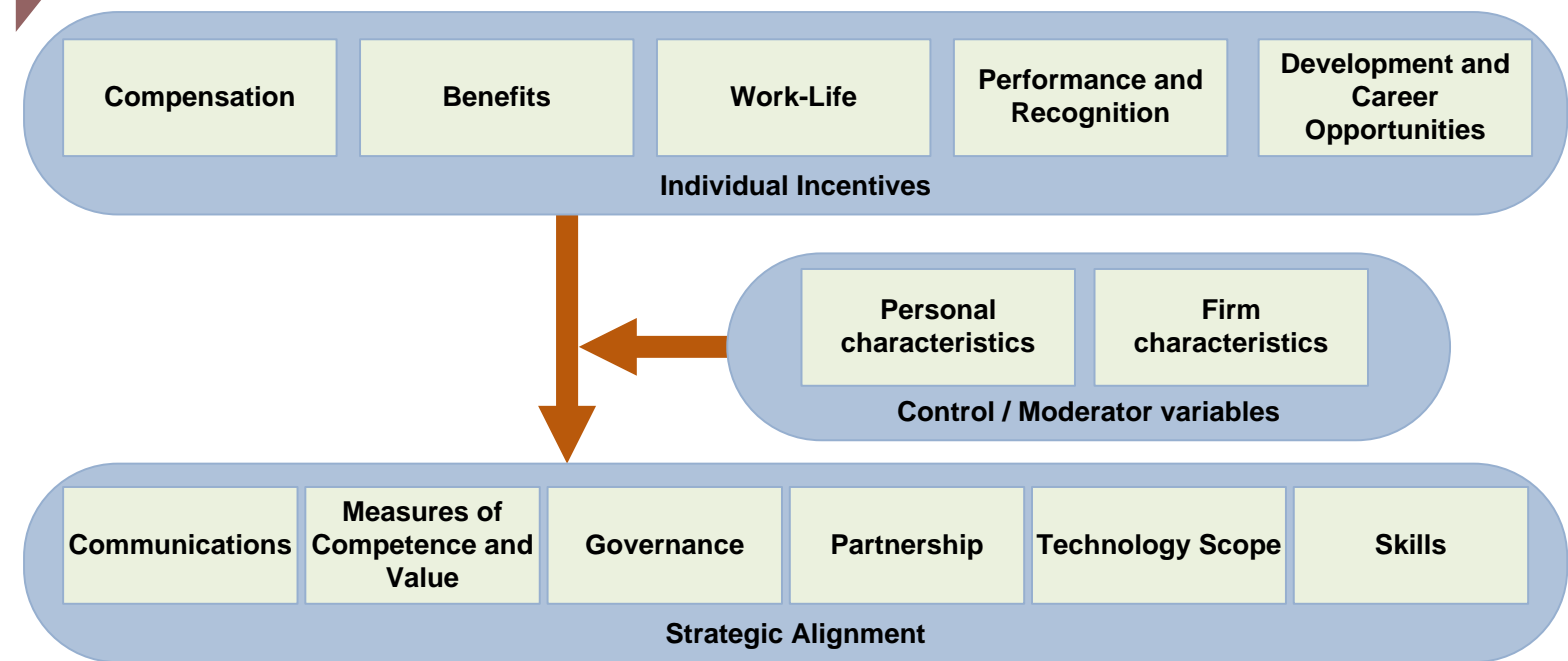 Compensation
Benefits
Work-Life
Performance and
Recognition
Development and
Career
Opportunities
Individual Incentives
Personal
characteristics
Firm
characteristics
Control / Moderator variables
Communications
Measures of
Competence and
Value
Governance
Partnership
Technology Scope
Skills
Strategic Alignment